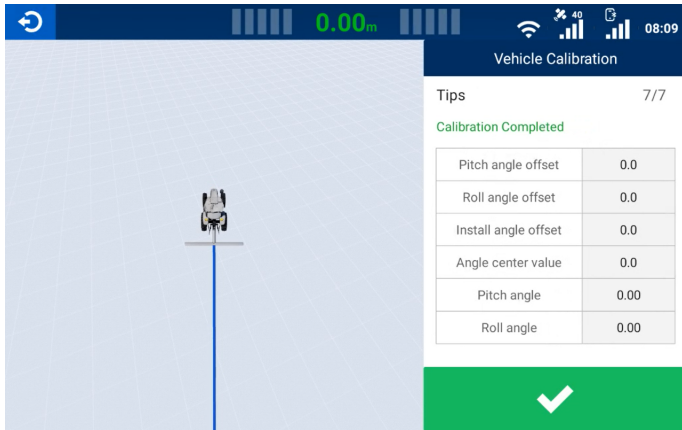 0.00m 40 08:09
Vehicle Calibration
Tips 7/7
Calibration Completed
Pitch angle offset 0.0
Roll angle offset 0.0
Install angle offset 0.0
Angle center value 0.0
Pitch angle 0.00
Roll angle 0.00